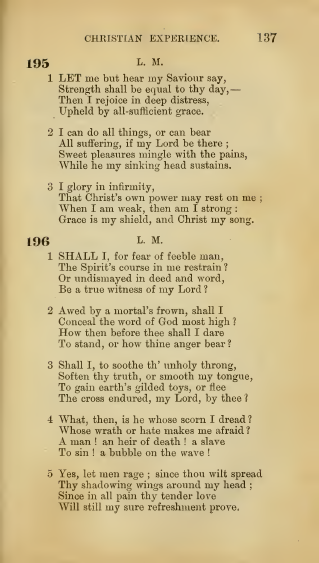 CHRISTIAN EXPERIENCE. 137
195 L. M.
1 LET me but hear my Saviour say,
Strength shall be equal to thy day,—
Then I rejoice in deep distress,
Upheld by all-sufficient grace.
2 I can do all things, or can bear
All suffering, if my Lord be there ;
Sweet pleasures mingle with the pains,
While he my sinking head sustains.
3 I glory in infirmity,
That Christ's own power may rest on me ;
When I am weak, then am I strong :
Grace is my shield, and Christ my song.
196 L. M.
1 SHALL I, for fear of feeble man,
The Spirit's course in me restrain ?
Or undismayed in deed and word,
Be a true witness of my Lord ?
2 Awed by a mortal's frown, shall I
Conceal the word of God most high ?
How then before thee shall I dare
To stand, or how thine anger bear ?
3 Shall I, to soothe th' unholy throng,
Soften thy truth, or smooth my tongue,
To gain earth's gilded toys, or flee
The cross endured, my Lord, by thee ?
4 What, then, is he whose scorn I dread ?
Whose wrath or hate makes me afraid ?
A man ! an heir of death ! a slave
To sin ! a bubble on the wave !
5 Yes, let men rage ; since thou wilt spread
Thy shadowing wings around my head ;
Since in all pain thy tender love
Will still my sure refreshment prove.